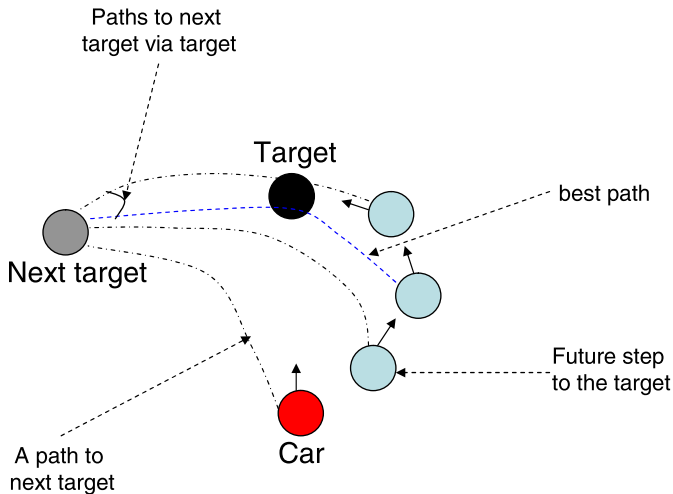 Paths to next
target via target
Target
best path
Next target
Future step
to the target
Car
A path to
next target